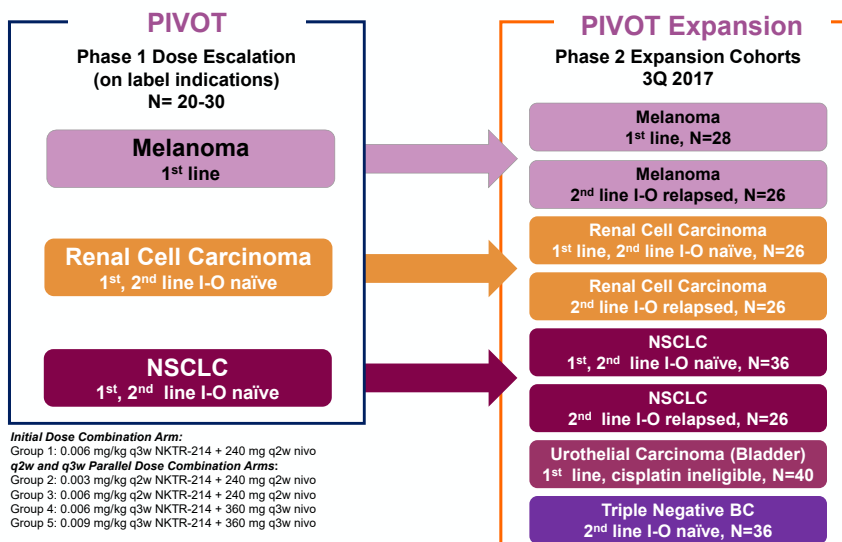 PIVOT
Phase 1 Dose Escalation
(on label indications)
N= 20-30
Melanoma
1st line
Renal Cell Carcinoma
1st, 2nd line I-O naïve
NSCLC
1st, 2nd  line I-O naïve
Initial Dose Combination Arm:
Group 1: 0.006 mg/kg q3w NKTR-214 + 240 mg q2w nivo
q2w and q3w Parallel Dose Combination Arms:
Group 2: 0.003 mg/kg q2w NKTR-214 + 240 mg q2w nivo
Group 3: 0.006 mg/kg q2w NKTR-214 + 240 mg q2w nivo
Group 4: 0.006 mg/kg q3w NKTR-214 + 360 mg q3w nivo
Group 5: 0.009 mg/kg q3w NKTR-214 + 360 mg q3w nivo
PIVOT Expansion
Phase 2 Expansion Cohorts
3Q 2017
Melanoma
1st line, N=28
Melanoma
2nd line I-O relapsed, N=26
Renal Cell Carcinoma
1st line, 2nd line I-O naïve, N=26
Renal Cell Carcinoma
2nd line I-O relapsed, N=26
NSCLC
1st, 2nd  line I-O naïve, N=36
NSCLC
2nd line I-O relapsed, N=26
Urothelial Carcinoma (Bladder)
1st line, cisplatin ineligible, N=40
Triple Negative BC
2nd line I-O naïve, N=36